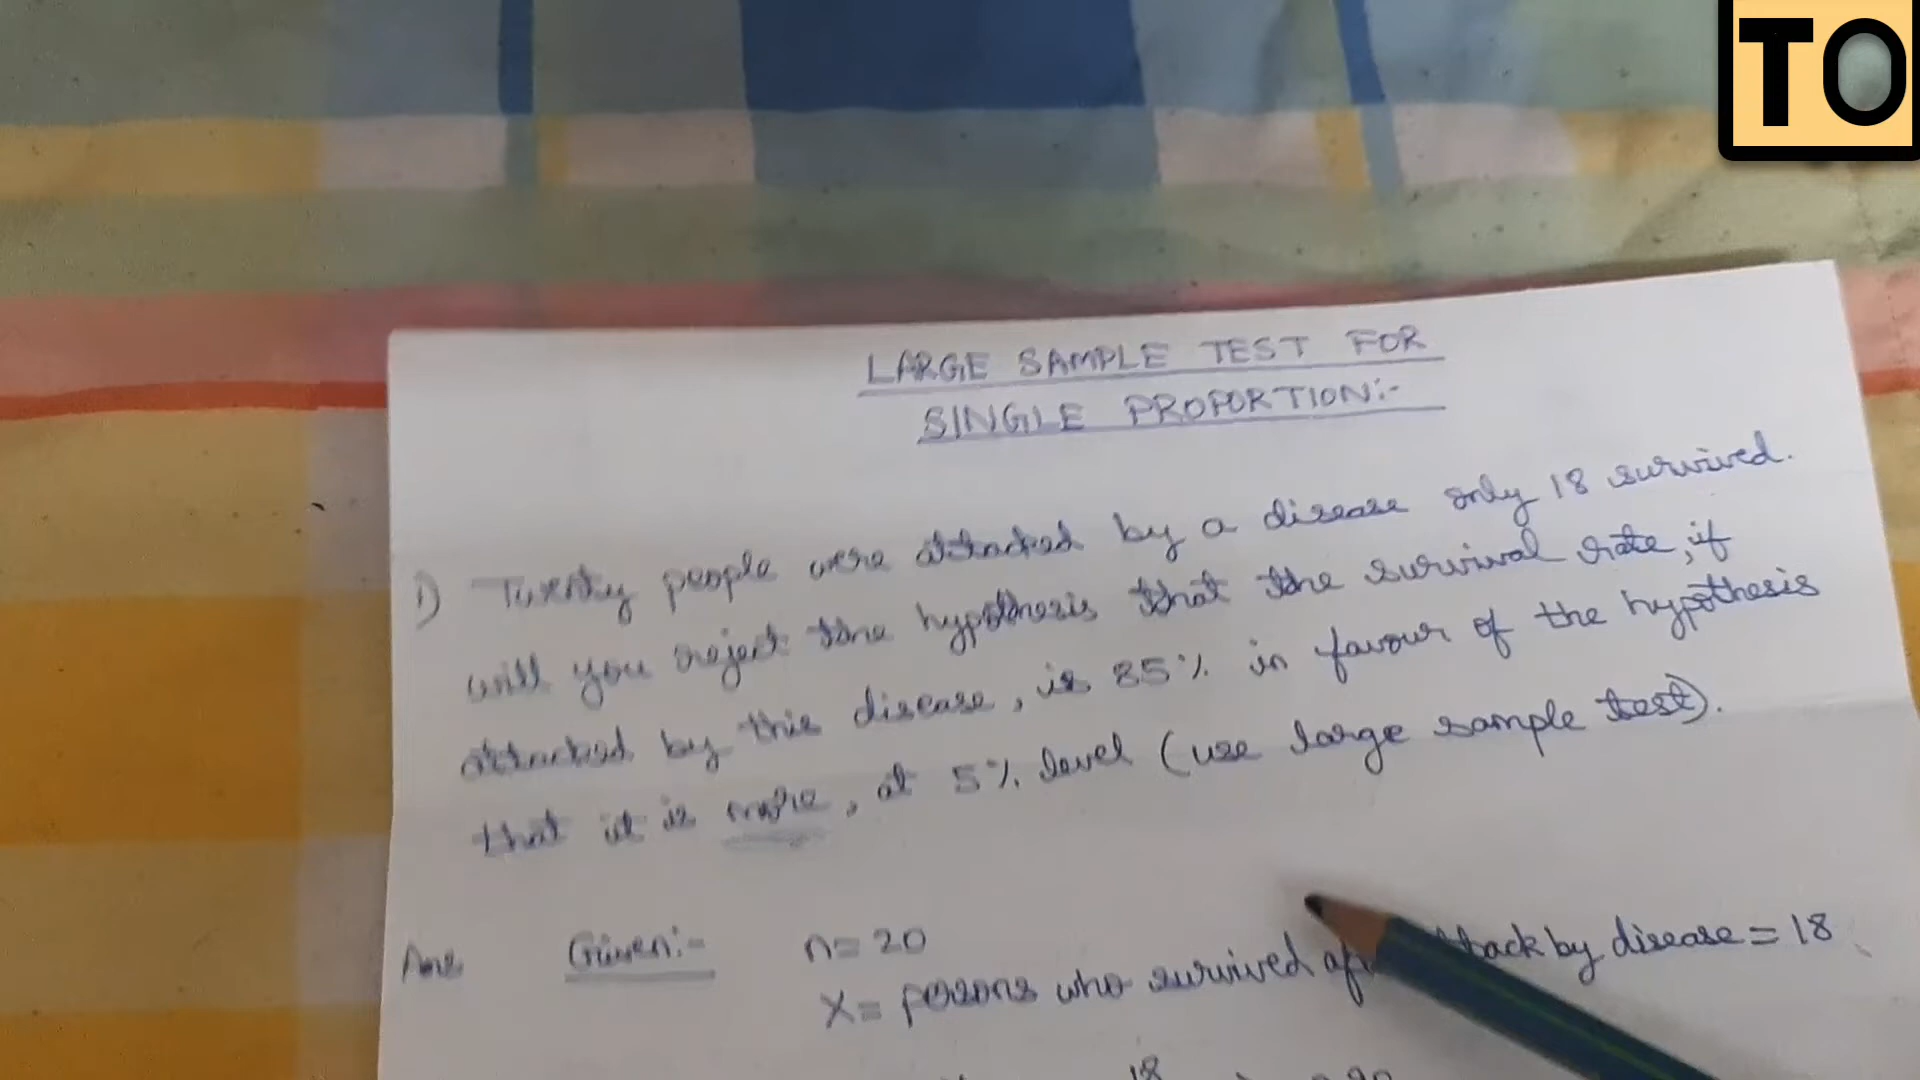 TO
LARGE SAMPLE TEST FOR
SINGLE PROPORTION:-
1) Twenty people were attacked by a disease only 18 survived.
will you reject the hypothesis that the survival rate, if
attacked by this disease, is 85% in favour of the hypothesis
that it is more, at 5% level (use large sample test).
Ans Given:- n = 20
X = persons who survived af ttack by disease = 18
18